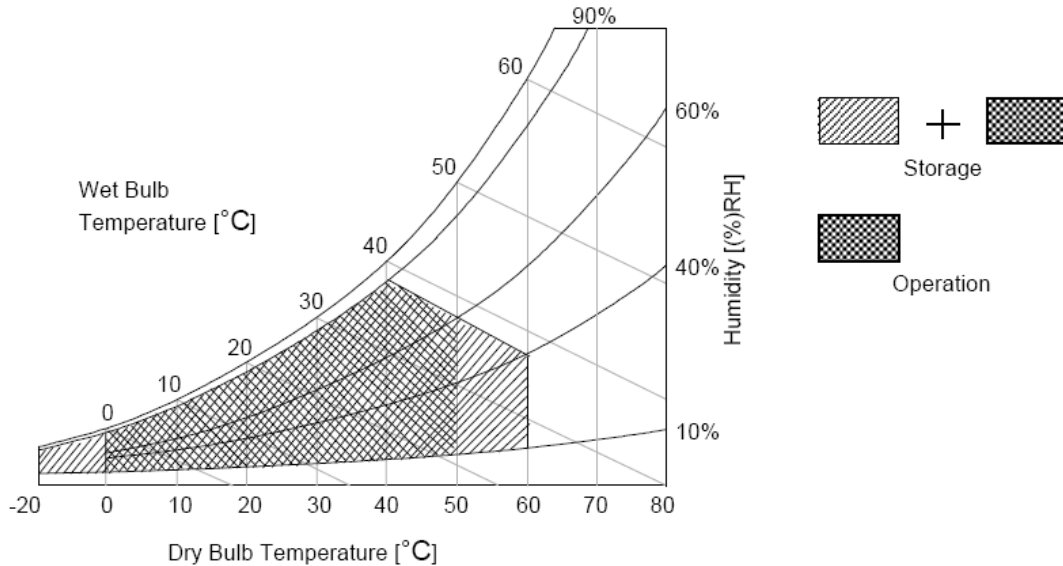 90%
60
60%
50
Wet Bulb
Temperature [°C]
40
40%
30
20
10
0
10%
Humidity [(%)RH]
-20 0 10 20 30 40 50 60 70 80
Dry Bulb Temperature [°C]
+
Storage
Operation